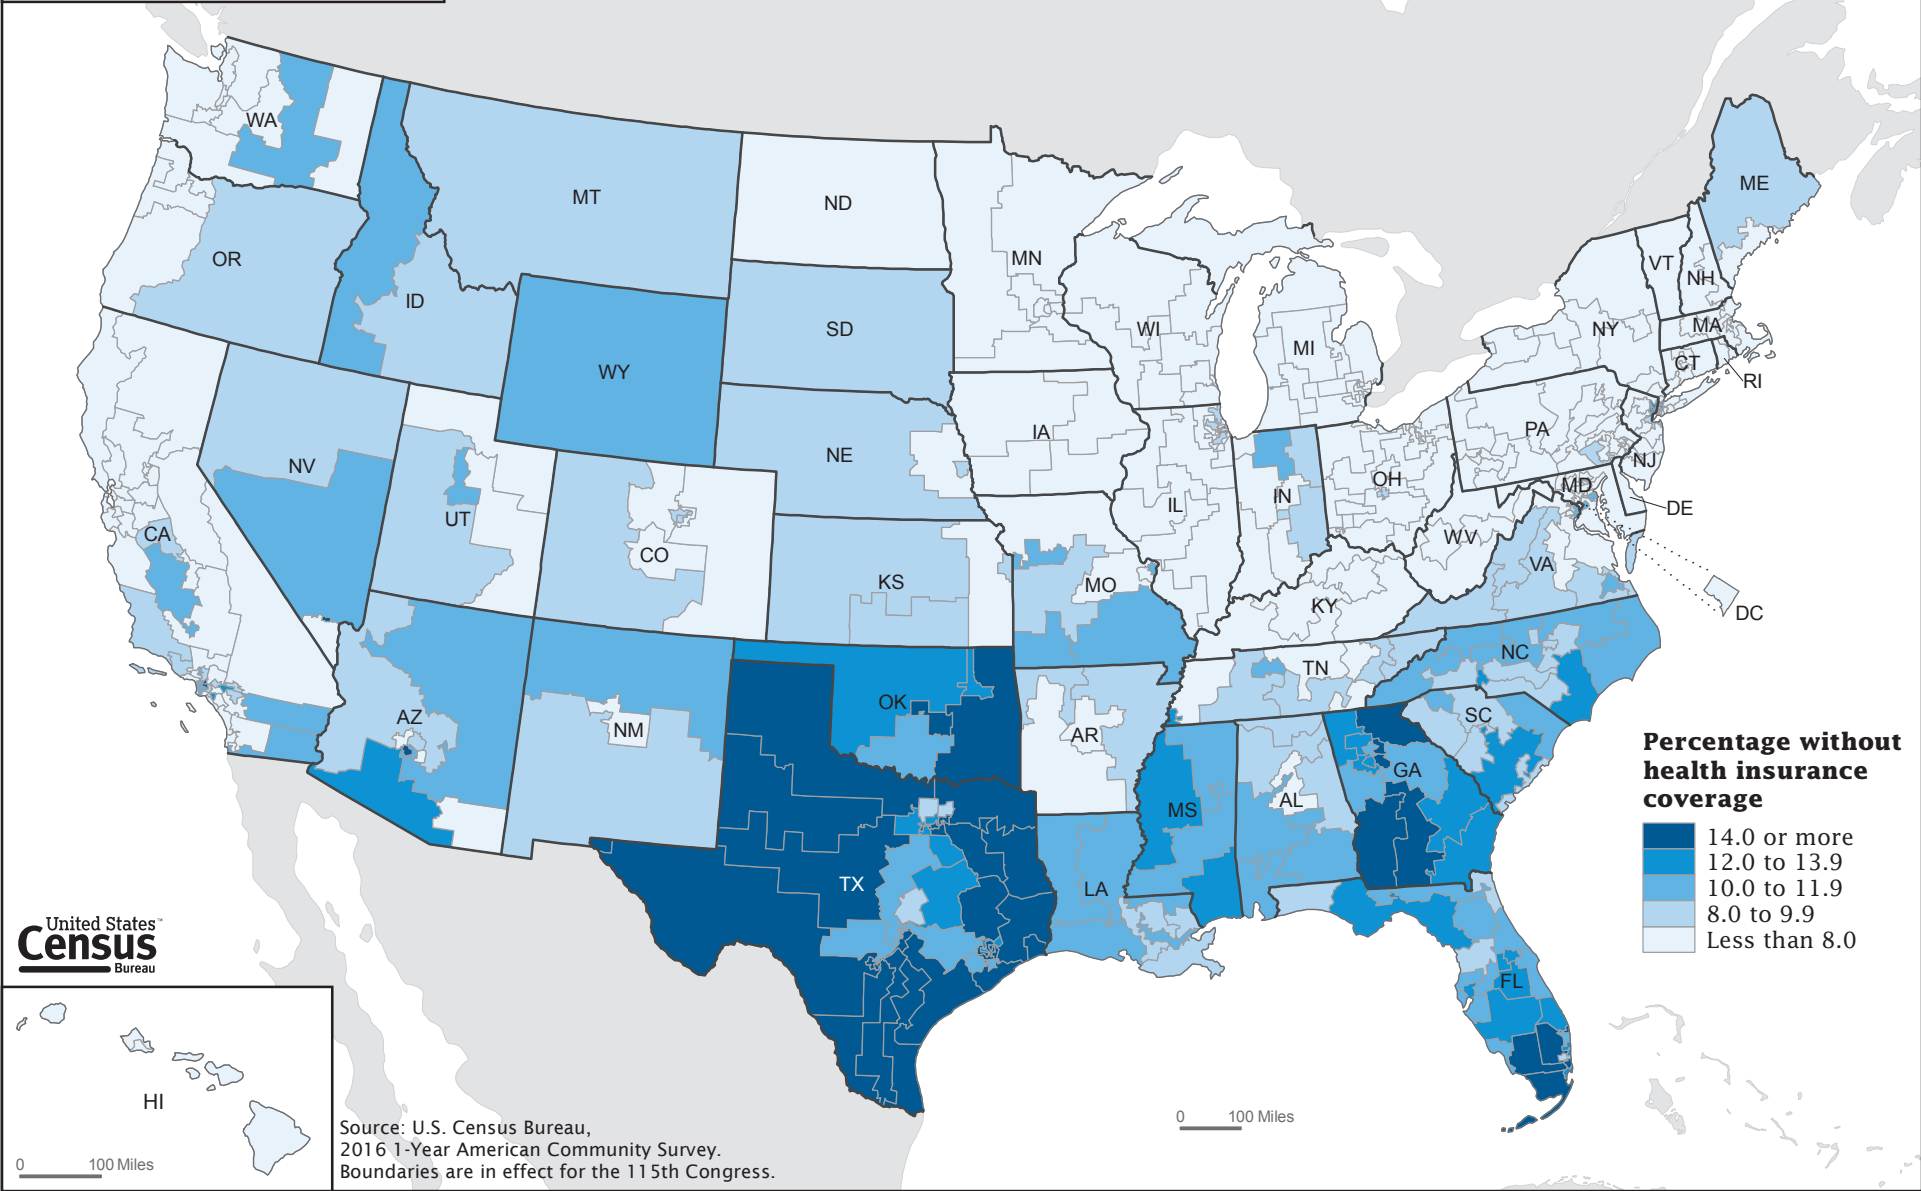 WA
MT
ND
MN
ME
VT
NH
OR
ID
SD
WI
MI
NY
MA
CT
RI
WY
IA
PA
NV
NE
OH
NJ
IL
IN
MD
DE
UT
CA
CO
KS
MO
WV
VA
KY
DC
AZ
NM
OK
AR
TN
NC
SC
MS
AL
GA
TX
LA
FL
Percentage without
health insurance
coverage
14.0 or more
12.0 to 13.9
10.0 to 11.9
8.0 to 9.9
Less than 8.0
United States™
Census
Bureau
HI
0 100 Miles
Source: U.S. Census Bureau,
2016 1-Year American Community Survey.
Boundaries are in effect for the 115th Congress.
0 100 Miles